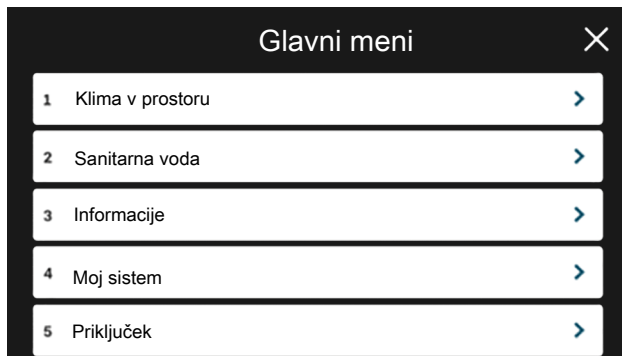 Glavni meni
1 Klima v prostoru
2 Sanitarna voda
3 Informacije
4 Moj sistem
5 Priključek